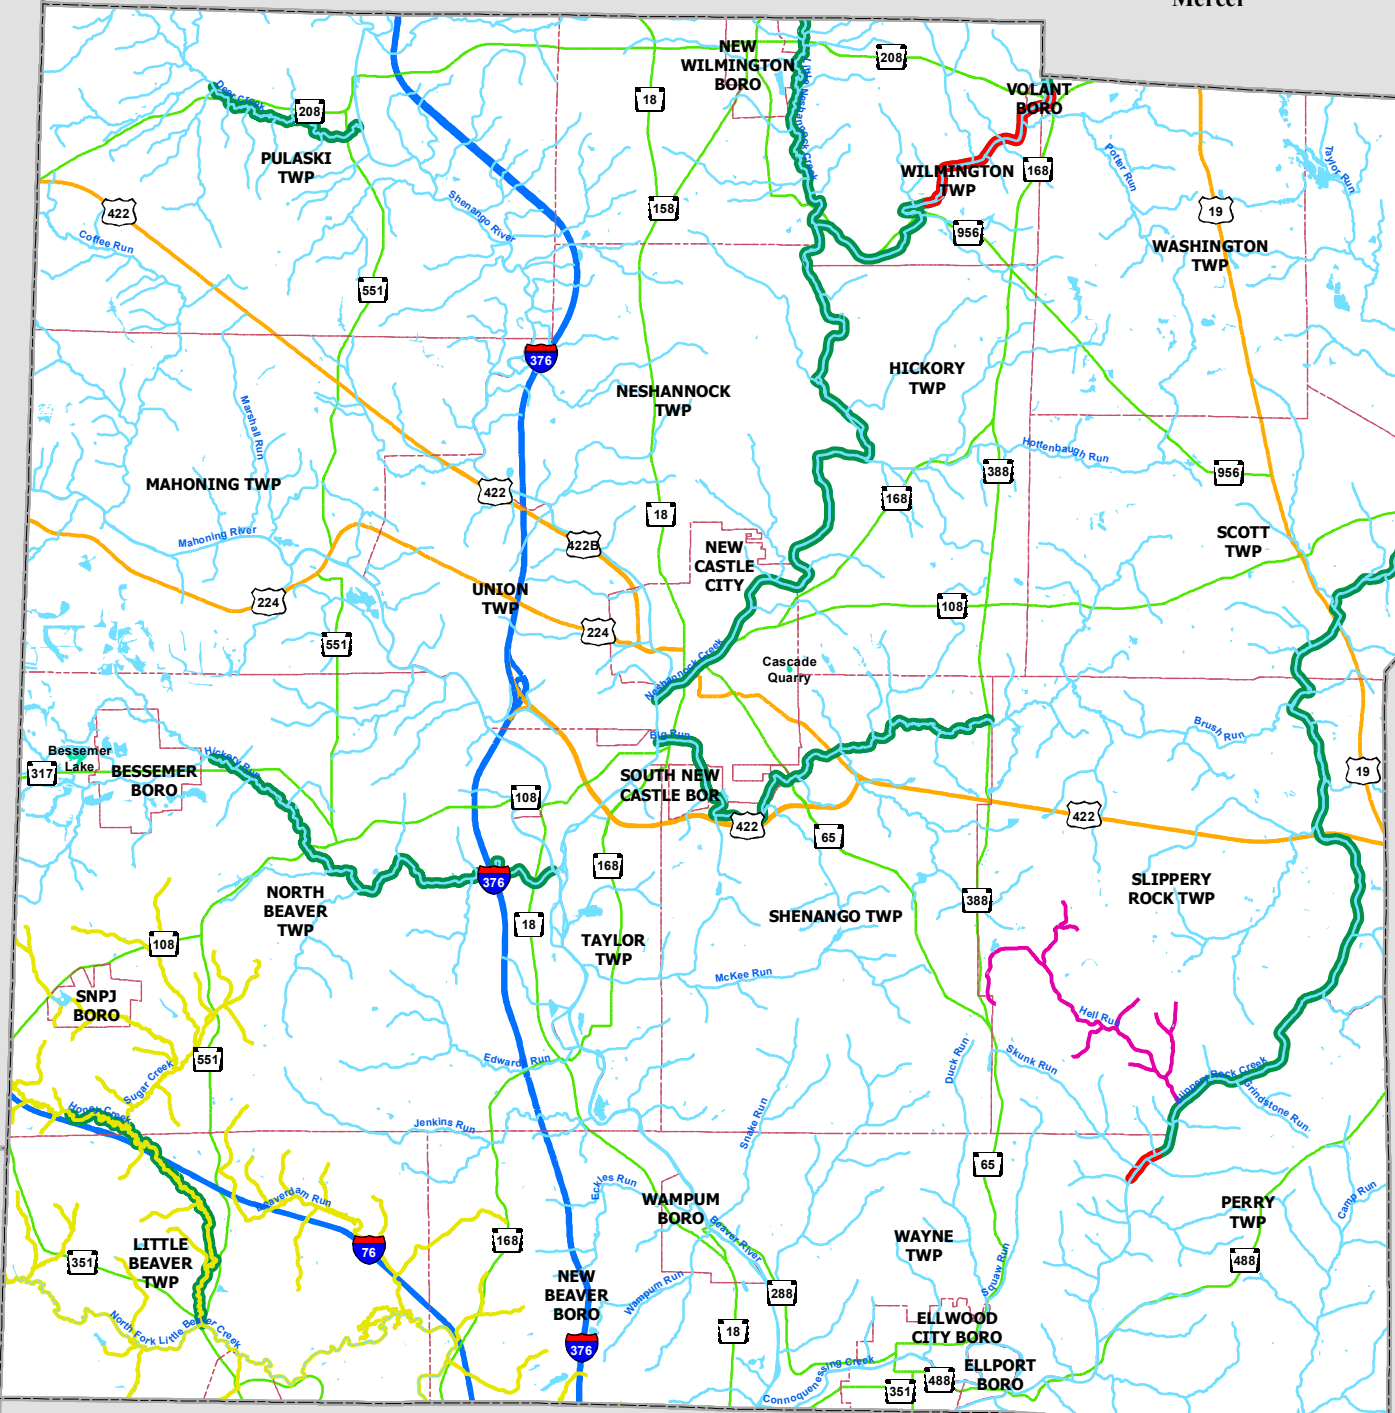 Mercer
NEW
WILMINGTON
BORO
208
VOLANT
BORO
18
Deer Creek
208
Little Neshannock Creek
PULASKI
TWP
Potter Run
Taylor Run
WILMINGTON
TWP
168
422
Shenango River
158
19
956
Coffee Run
WASHINGTON
TWP
551
376
HICKORY
TWP
NESHANNOCK
TWP
Marshall Run
Hottenbaugh Run
388
956
MAHONING TWP
422
168
18
Mahoning River
422B
NEW
CASTLE
CITY
SCOTT
TWP
UNION
TWP
224
108
224
551
Cascade
Quarry
Neshannock Creek
Brush Run
Big Run
Bessemer
Lake
Hickory Run
317
BESSEMER
BORO
19
SOUTH NEW
CASTLE BOR
108
422
422
65
168
376
NORTH
BEAVER
TWP
SLIPPERY
ROCK TWP
388
18
SHENANGO TWP
108
TAYLOR
TWP
McKee Run
SNPJ
BORO
Hell Run
551
Edwards Run
Duck Run
Skunk Run
Sugar Creek
Slippery Rock Creek
Grindstone Run
Honey Creek
Jenkins Run
Snake Run
65
Eckles Run
Beaverdam Run
WAMPUM
BORO
Camp Run
PERRY
TWP
Beaver River
168
76
WAYNE
TWP
LITTLE
BEAVER
TWP
351
488
Squaw Run
NEW
BEAVER
BORO
Wampum Run
288
North Fork Little Beaver Creek
18
ELLWOOD
CITY BORO
376
Connoquenessing Creek
ELLPORT
BORO
488
351